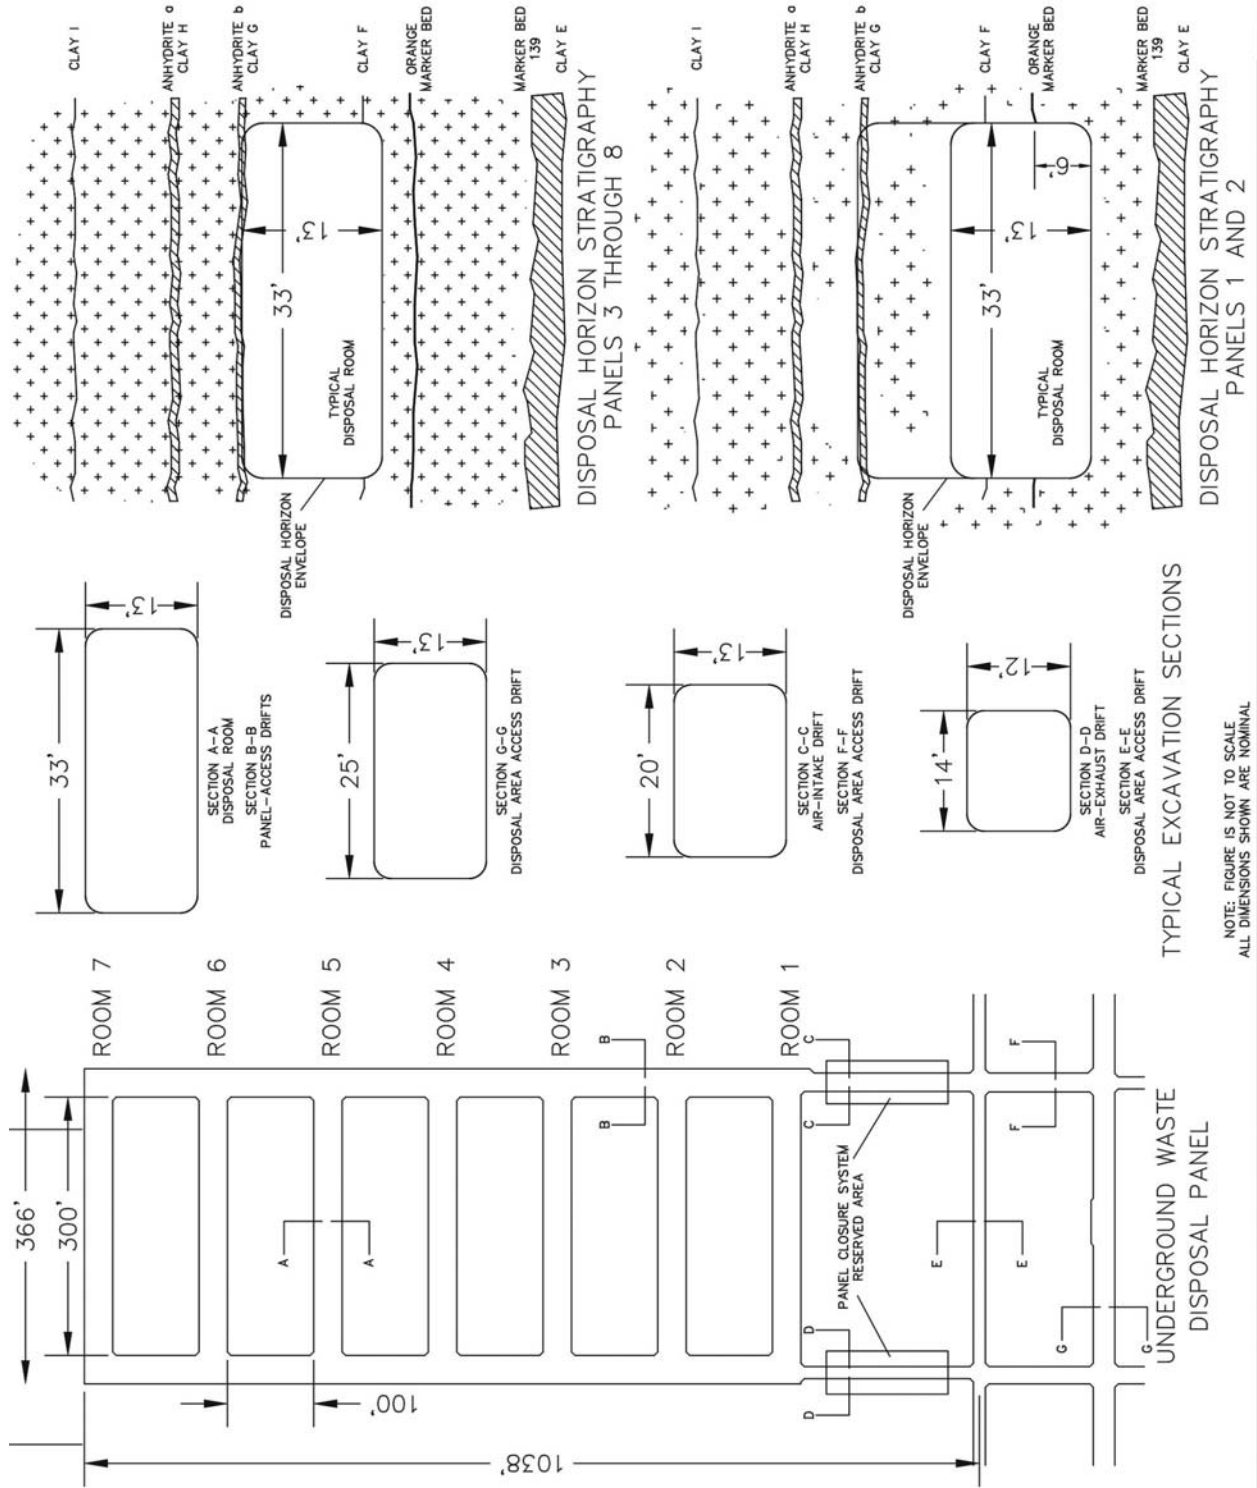 366'
300'
100'
1038'
ROOM 7
ROOM 6
ROOM 5
ROOM 4
ROOM 3
ROOM 2
ROOM 1
A
A
B
B
C
C
D
D
E
E
F
F
G
G
PANEL CLOSURE SYSTEM
RESERVED AREA
UNDERGROUND WASTE
DISPOSAL PANEL
33'
13'
SECTION A-A
DISPOSAL ROOM
SECTION B-B
PANEL-ACCESS DRIFTS
25'
13'
SECTION G-G
DISPOSAL AREA ACCESS DRIFT
20'
13'
SECTION C-C
AIR-INTAKE DRIFT
SECTION F-F
DISPOSAL AREA ACCESS DRIFT
14'
12'
SECTION D-D
AIR-EXHAUST DRIFT
SECTION E-E
DISPOSAL AREA ACCESS DRIFT
TYPICAL EXCAVATION SECTIONS
NOTE: FIGURE IS NOT TO SCALE
ALL DIMENSIONS SHOWN ARE NOMINAL
CLAY I
ANHYDRITE a
CLAY H
ANHYDRITE b
CLAY G
CLAY F
ORANGE
MARKER BED
MARKER BED
139
CLAY E
33'
13'
TYPICAL
DISPOSAL ROOM
DISPOSAL HORIZON
ENVELOPE
DISPOSAL HORIZON STRATIGRAPHY
PANELS 3 THROUGH 8
CLAY I
ANHYDRITE a
CLAY H
ANHYDRITE b
CLAY G
CLAY F
ORANGE
MARKER BED
MARKER BED
139
CLAY E
33'
13'
6'
TYPICAL
DISPOSAL ROOM
DISPOSAL HORIZON
ENVELOPE
DISPOSAL HORIZON STRATIGRAPHY
PANELS 1 AND 2